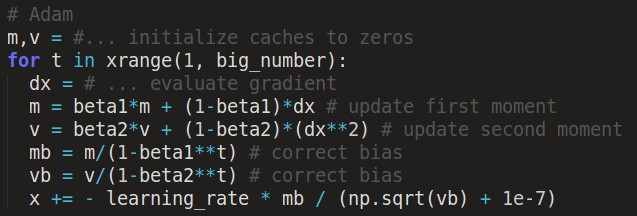 # Adam
m,v = #... initialize caches to zeros
for t in xrange(1, big_number):
  dx = # ... evaluate gradient
  m = beta1*m + (1-beta1)*dx # update first moment
  v = beta2*v + (1-beta2)*(dx**2) # update second moment
  mb = m/(1-beta1**t) # correct bias
  vb = v/(1-beta2**t) # correct bias
  x += - learning_rate * mb / (np.sqrt(vb) + 1e-7)